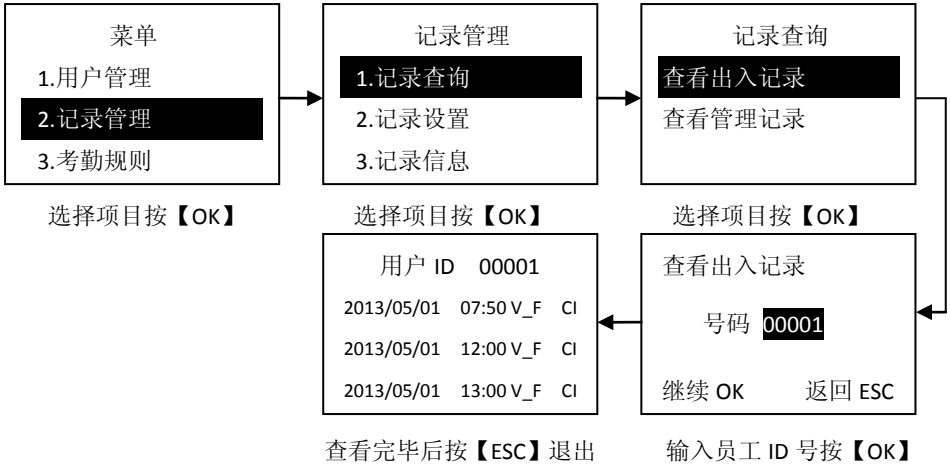 菜单
1.用户管理
2.记录管理
3.考勤规则
选择项目按【OK】
记录管理
1.记录查询
2.记录设置
3.记录信息
选择项目按【OK】
记录查询
查看出入记录
查看管理记录
选择项目按【OK】
查看出入记录
号码 00001
继续 OK 返回 ESC
输入员工 ID 号按【OK】
用户 ID 00001
2013/05/01 07:50 V_F CI
2013/05/01 12:00 V_F CI
2013/05/01 13:00 V_F CI
查看完毕后按【ESC】退出